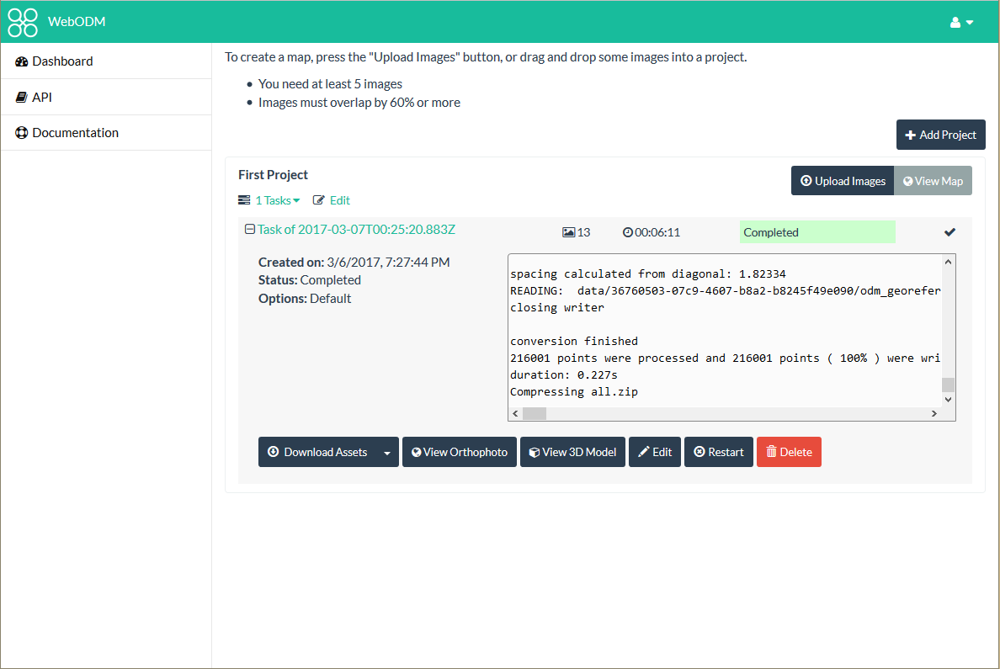 WebODM
Dashboard
API
Documentation
To create a map, press the "Upload Images" button, or drag and drop some images into a project.
You need at least 5 images
Images must overlap by 60% or more
Add Project
First Project
Upload Images
View Map
1 Tasks
Edit
Task of 2017-03-07T00:25:20.883Z
13
00:06:11
Completed
Created on: 3/6/2017, 7:27:44 PM
Status: Completed
Options: Default
spacing calculated from diagonal: 1.82334
READING:  data/36760503-07c9-4607-b8a2-b8245f49e090/odm_georefer
closing writer
conversion finished
216001 points were processed and 216001 points ( 100% ) were wri
duration: 0.227s
Compressing all.zip
Download Assets
View Orthophoto
View 3D Model
Edit
Restart
Delete